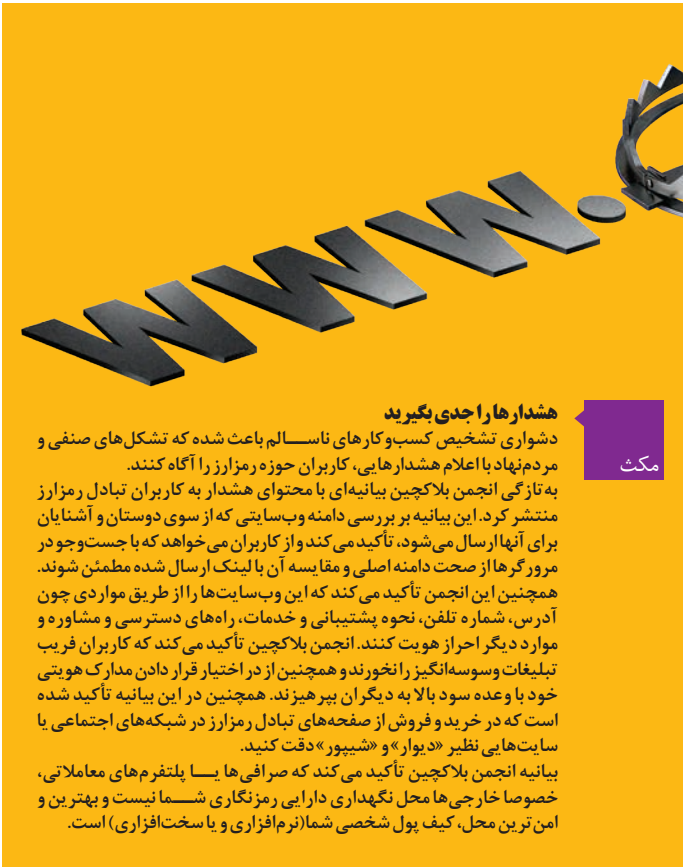 www.
هشدارها را جدی بگیرید
مکث
دشواری تشخیص کسب‌وکارهای ناسالم باعث شده که تشکل‌های صنفی و
مردم‌نهاد با اعلام هشدارهایی، کاربران حوزه رمزارز را آگاه کنند.
به‌تازگی انجمن بلاکچین بیانیه‌ای با محتوای هشدار به کاربران تبادل رمزارز
منتشر کرد. این بیانیه بر بررسی دامنه وب‌سایتی که از سوی دوستان و آشنایان
برای آنها ارسال می‌شود، تأکید می‌کند و از کاربران می‌خواهد که با جست‌وجو در
مرورگرها از صحت دامنه اصلی و مقایسه آن با لینک ارسال شده مطمئن شوند.
همچنین این انجمن تأکید می‌کند که این وب‌سایت‌ها را از طریق مواردی چون
آدرس، شماره تلفن، نحوه پشتیبانی و خدمات، راه‌های دسترسی و مشاوره و
موارد دیگر احراز هویت کنند. انجمن بلاکچین تأکید می‌کند که کاربران فریب
تبلیغات وسوسه‌انگیز را نخورند و همچنین از در اختیار قرار دادن مدارک هویتی
خود با وعده سود بالا به دیگران بپرهیزند. همچنین در این بیانیه تأکید شده
است که در خرید و فروش از صفحه‌های تبادل رمزارز در شبکه‌های اجتماعی یا
سایت‌هایی نظیر «دیوار» و «شیپور» دقت کنید.
بیانیه انجمن بلاکچین تأکید می‌کند که صرافی‌ها یا پلتفرم‌های معاملاتی،
خصوصا خارجی‌ها محل نگهداری دارایی رمزنگاری شما نیست و بهترین و
امن‌ترین محل، کیف پول شخصی شما(نرم‌افزاری و یا سخت‌افزاری) است.